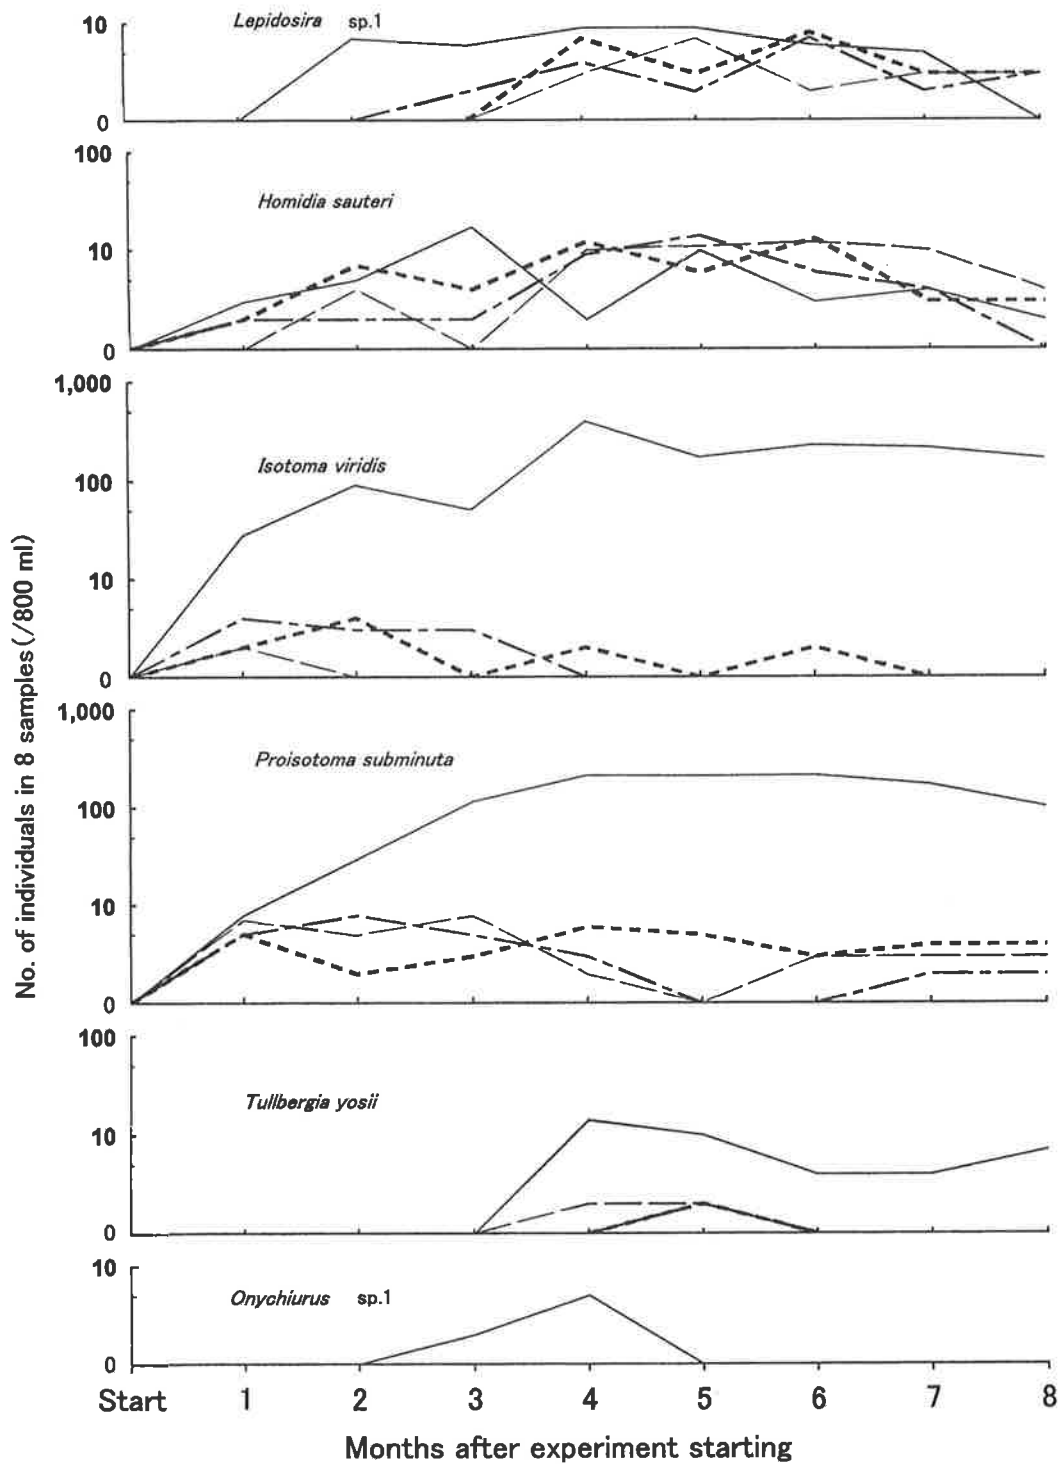 10
Lepidosira sp.1
0
100
Homidia sauteri
10
0
1,000
Isotoma viridis
100
10
0
1,000
Proisotoma subminuta
100
10
0
100
Tullbergia yosii
10
0
10
Onychiurus sp.1
0
Start 1 2 3 4 5 6 7 8
Months after experiment starting
No. of individuals in 8 samples(/800 ml)